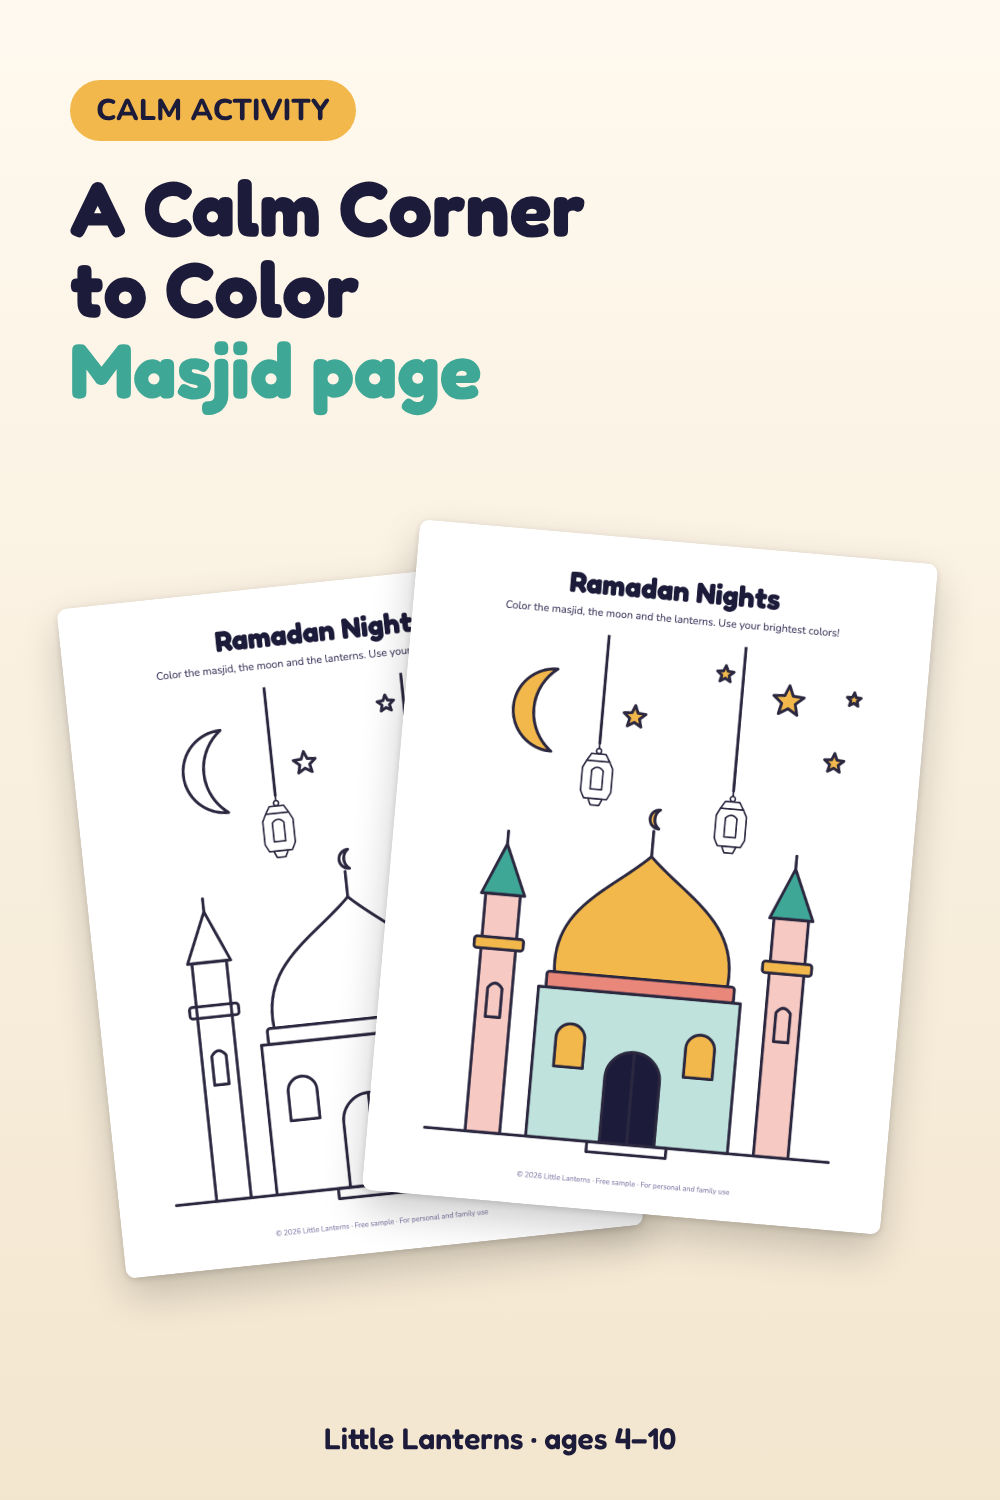 CALM ACTIVITY
A Calm Corner
to Color
Masjid page
Ramadan Night
Color the masjid, the moon and the lanterns. Use your
© 2026 Little Lanterns · Free sample · For personal and family use
Ramadan Nights
Color the masjid, the moon and the lanterns. Use your brightest colors!
© 2026 Little Lanterns · Free sample · For personal and family use
Little Lanterns · ages 4–10